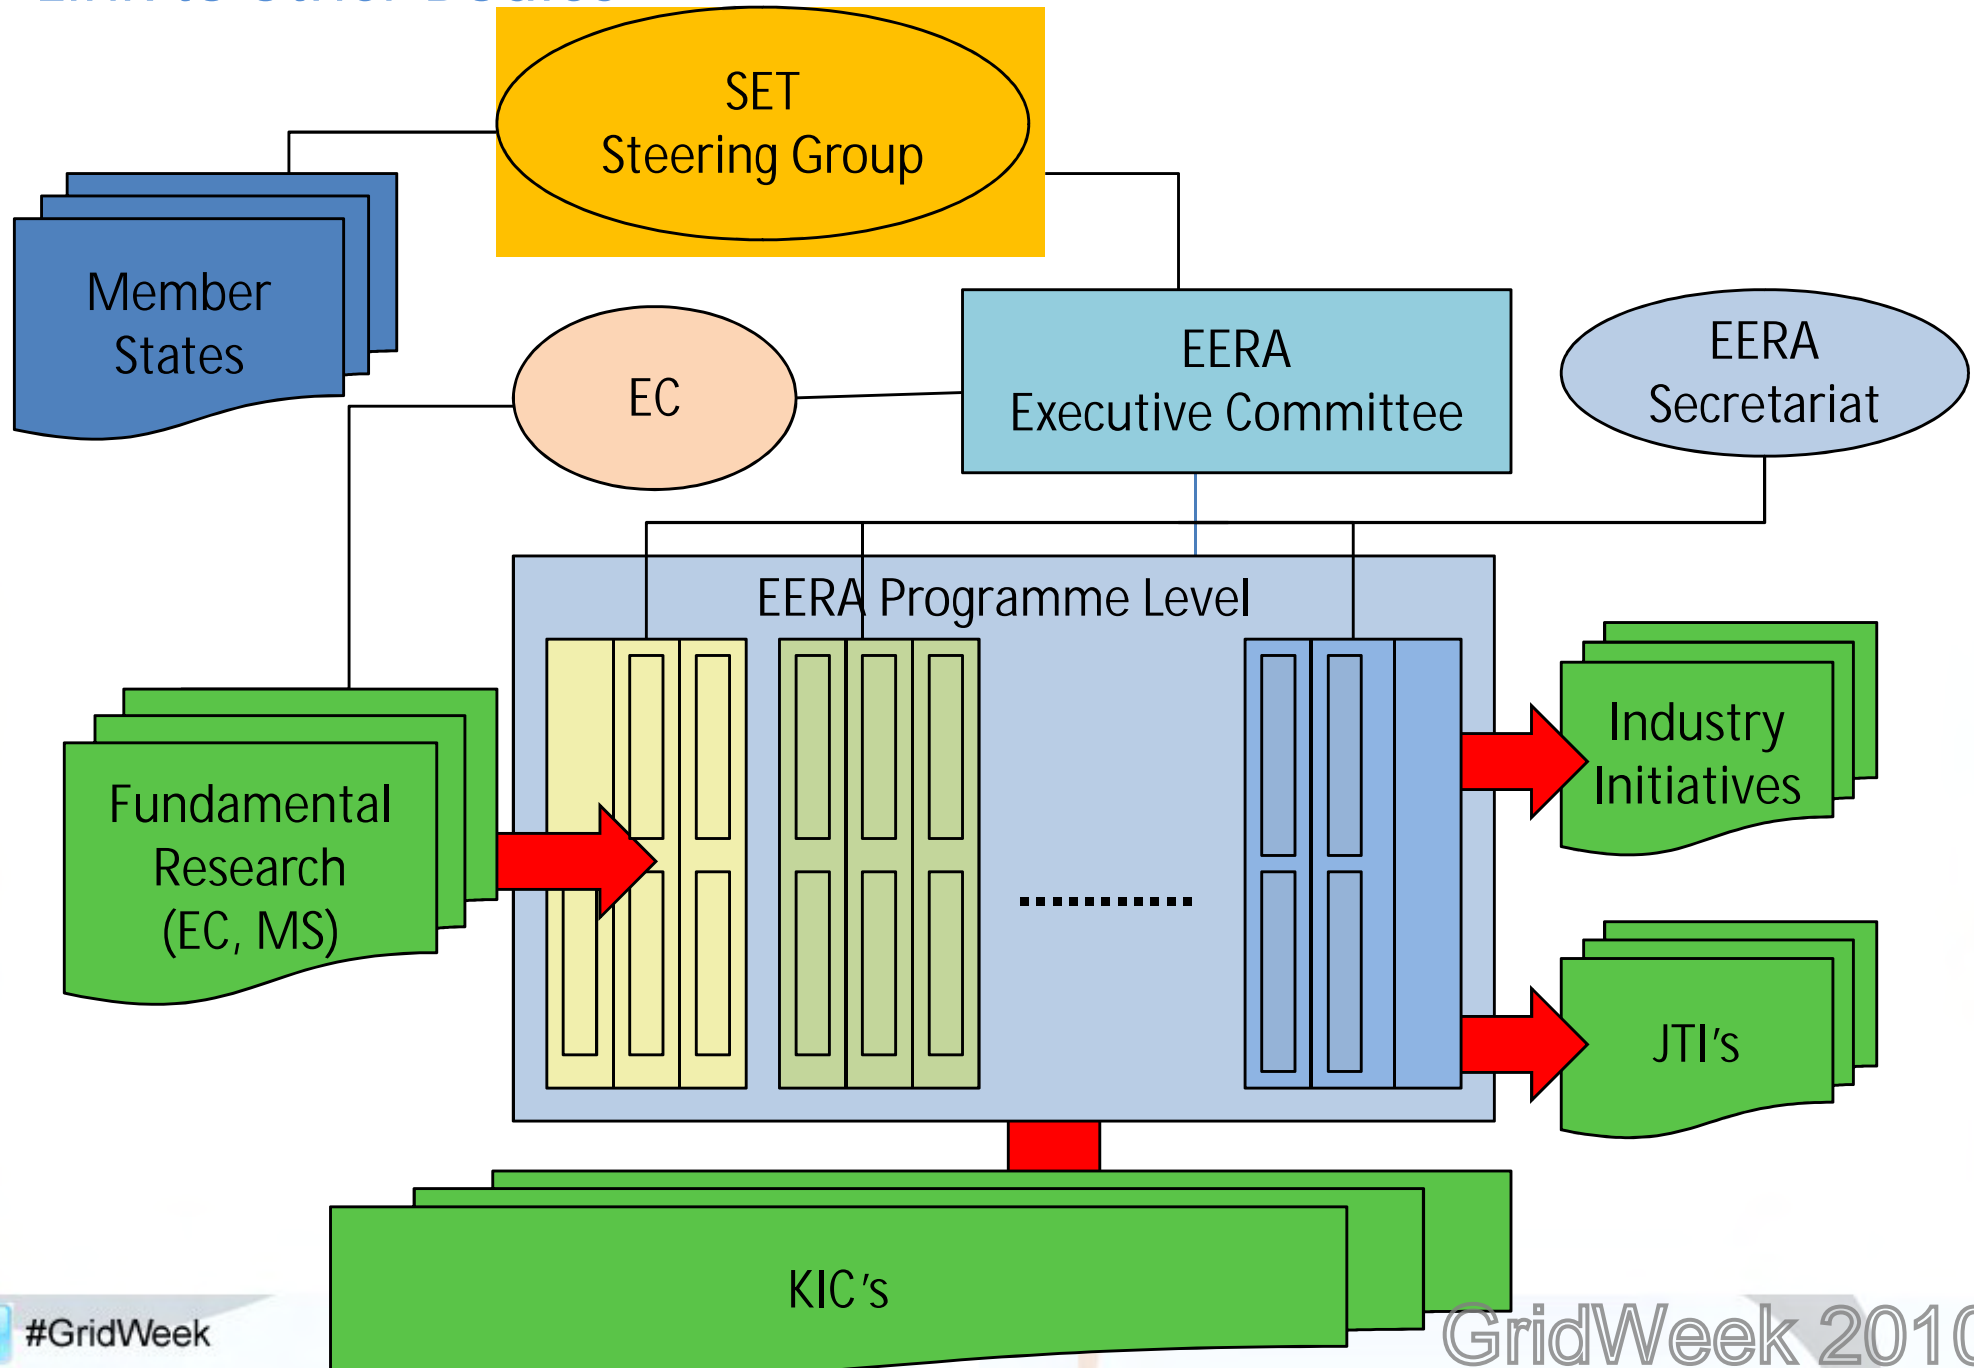 SET
Steering Group
Member
States
EC
EERA
Executive Committee
EERA
Secretariat
EERA Programme Level
Fundamental
Research
(EC, MS)
Industry
Initiatives
JTI's
KIC's
#GridWeek
GridWeek 2010